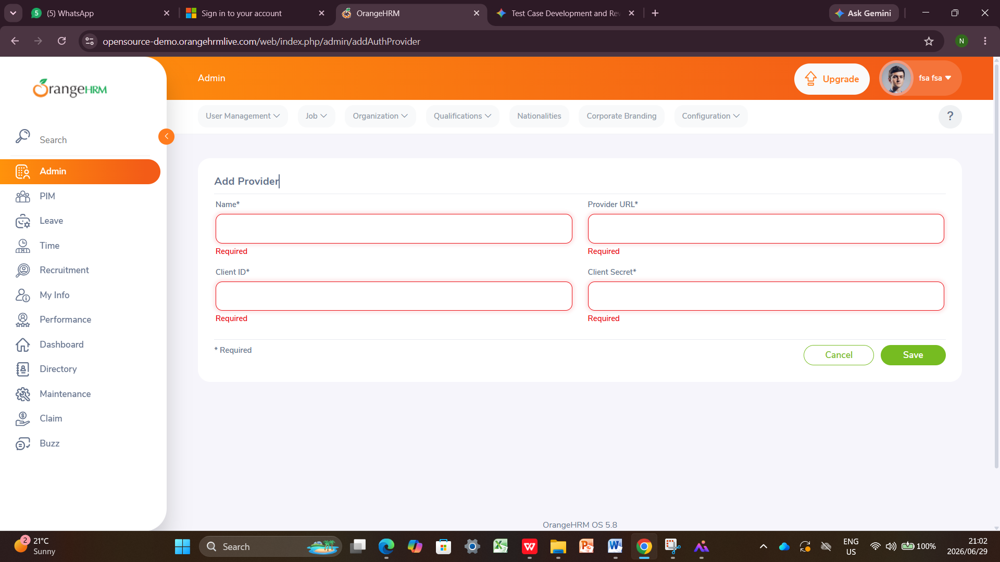 5 (5) WhatsApp
Sign in to your account
OrangeHRM
Test Case Development and Re
Ask Gemini
opensource-demo.orangehrmlive.com/web/index.php/admin/addAuthProvider
N
OrangeHRM
Admin
Upgrade
fsa fsa
User Management
Job
Organization
Qualifications
Nationalities
Corporate Branding
Configuration
?
Search
Admin
PIM
Leave
Time
Recruitment
My Info
Performance
Dashboard
Directory
Maintenance
Claim
Buzz
Add Provider
Name*
Provider URL*
Required
Required
Client ID*
Client Secret*
Required
Required
* Required
Cancel
Save
OrangeHRM OS 5.8
2
21°C
Sunny
Search
ENG
US
100%
21:02
2026/06/29